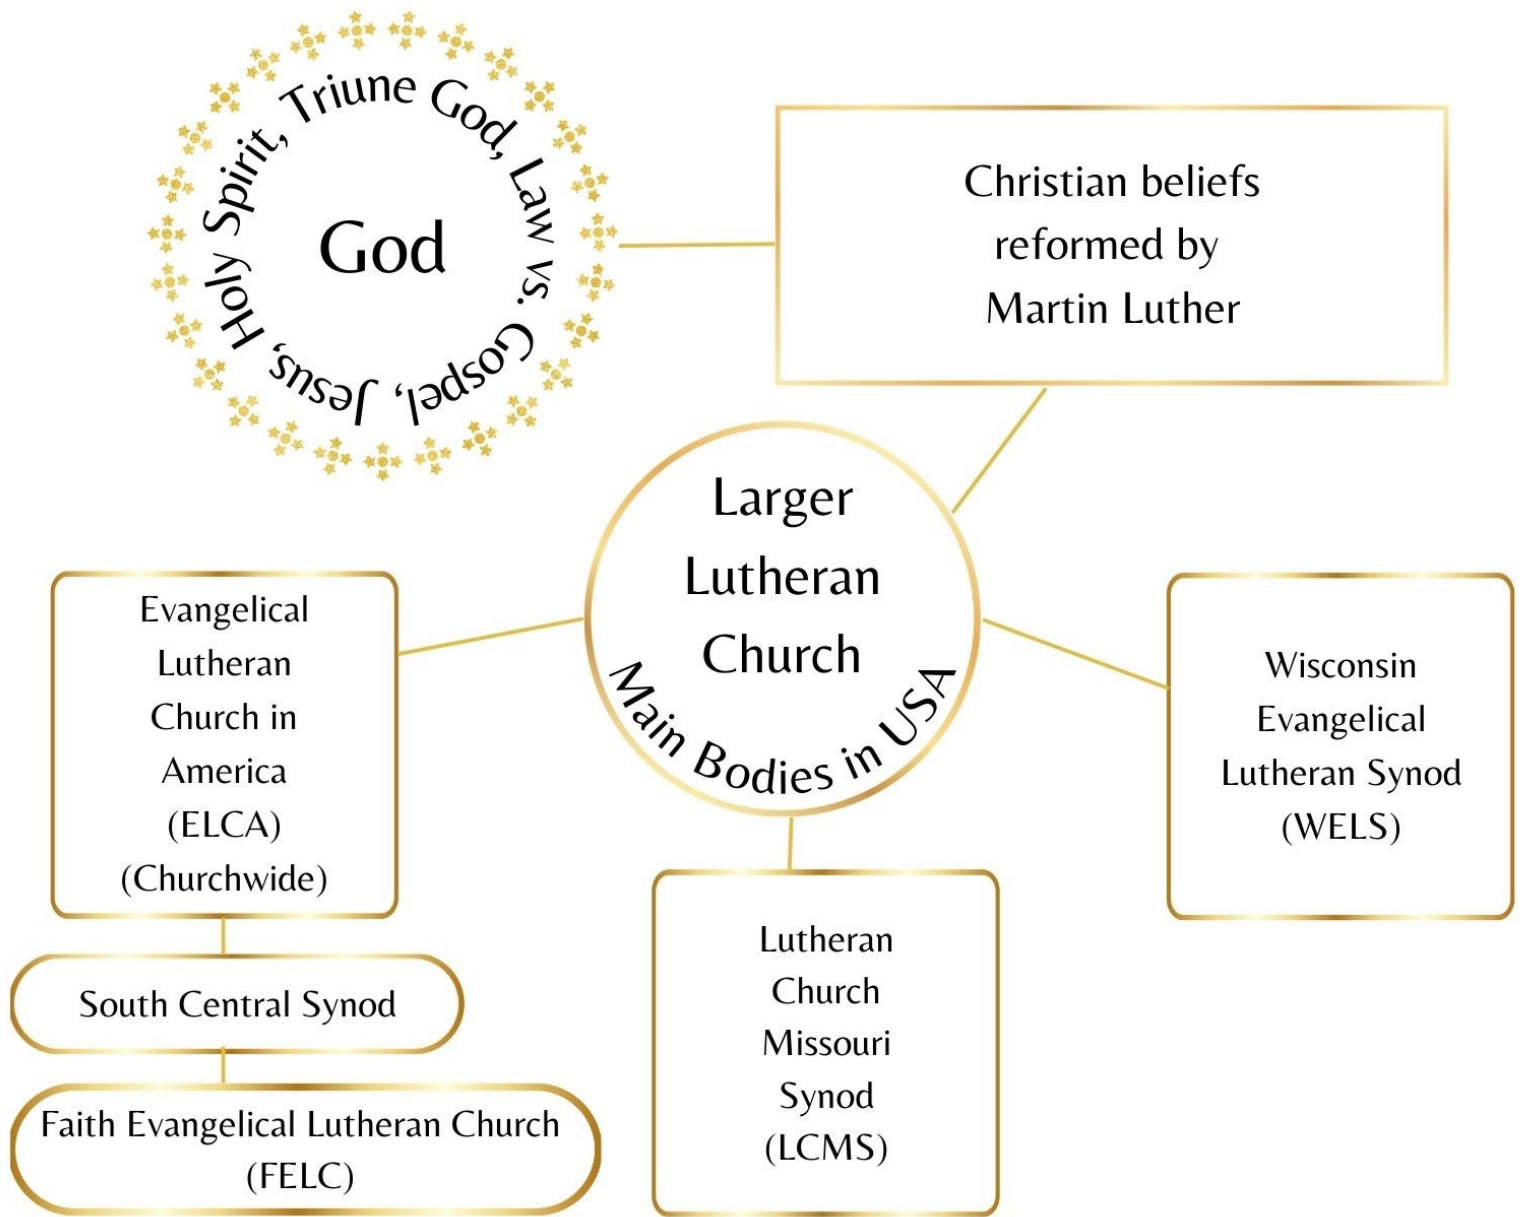 Holy Spirit, Triune God, Law vs. Gospel, Jesus,
God
Christian beliefs
reformed by
Martin Luther
Larger
Lutheran
Church
Main Bodies in USA
Evangelical
Lutheran
Church in
America
(ELCA)
(Churchwide)
South Central Synod
Faith Evangelical Lutheran Church
(FELC)
Lutheran
Church
Missouri
Synod
(LCMS)
Wisconsin
Evangelical
Lutheran Synod
(WELS)